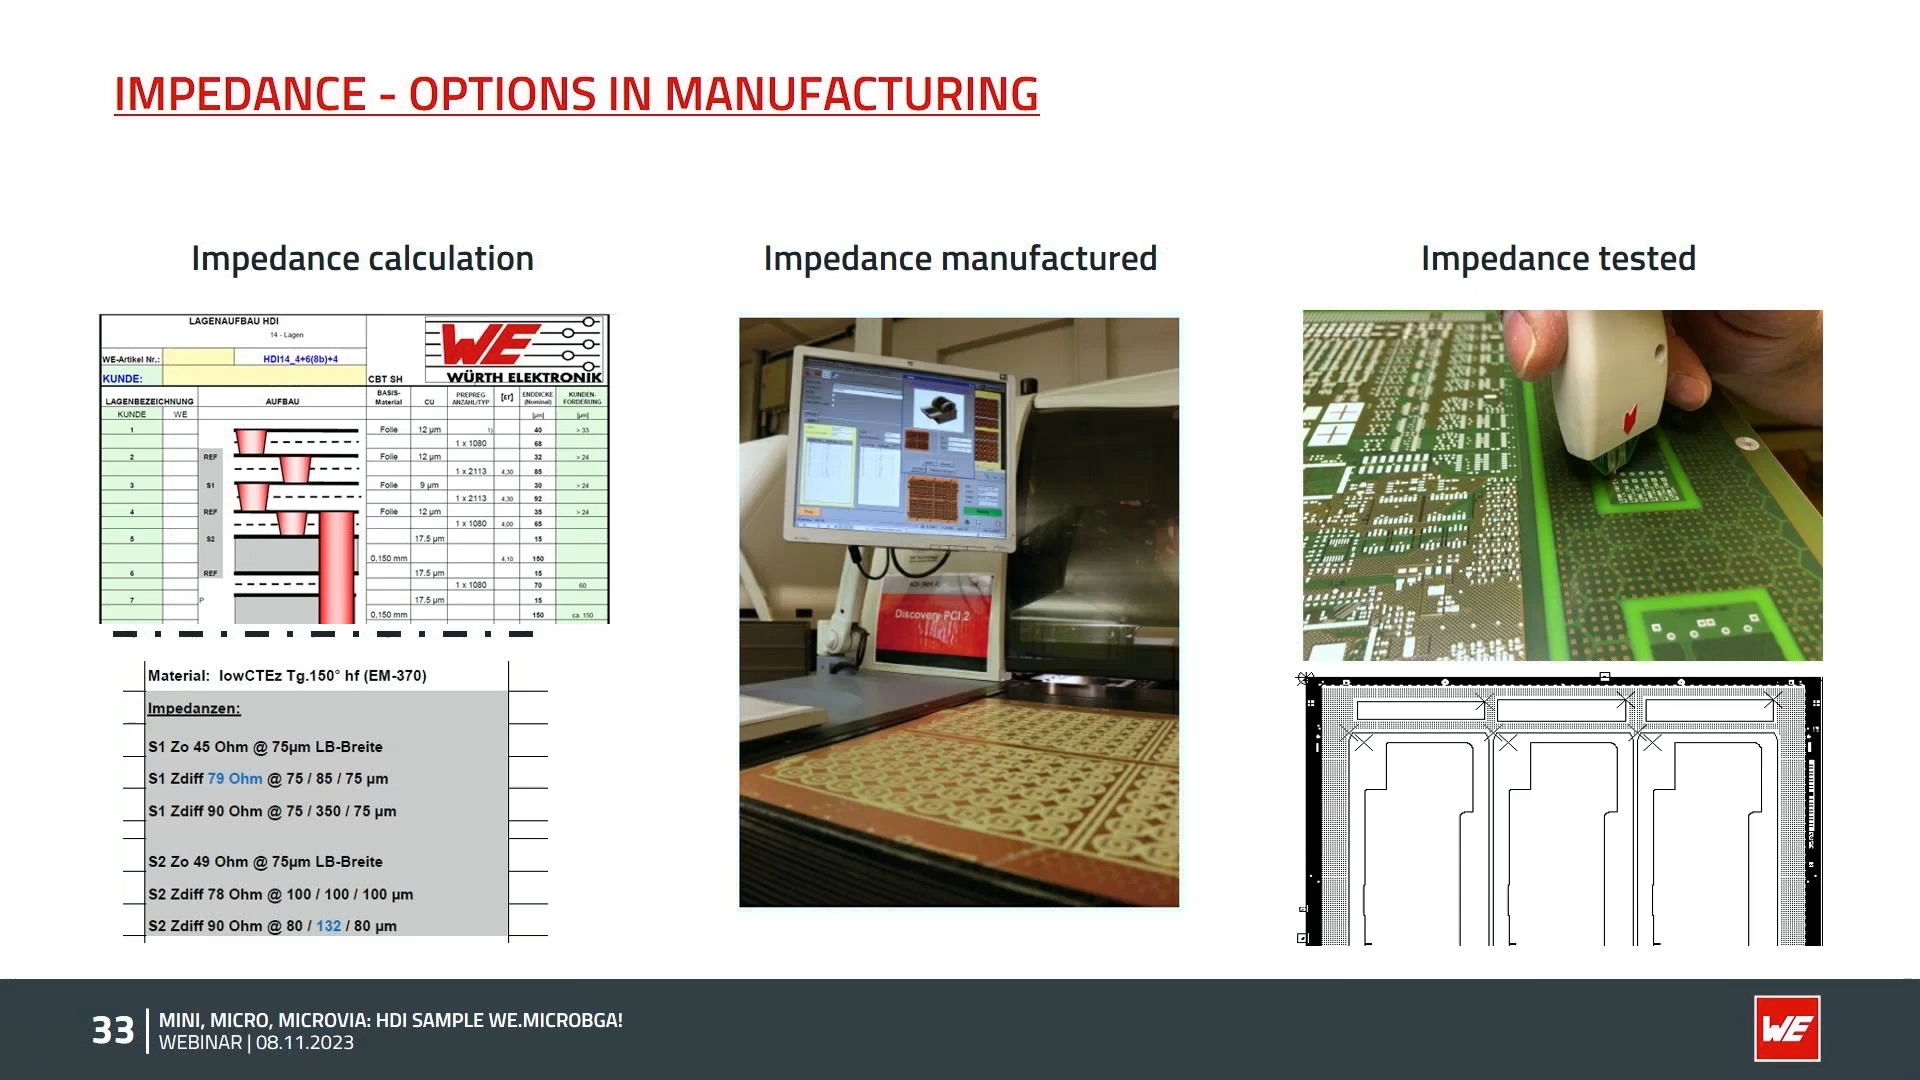 IMPEDANCE - OPTIONS IN MANUFACTURING
Impedance calculation
Impedance manufactured
Impedance tested
LAGENAUFBAU HDI
14 - Lagen
WE-Artikel Nr.:
HDI14_4+6(8b)+4
KUNDE:
CBT SH
WE
WÜRTH ELEKTRONIK
LAGENBEZEICHNUNG AUFBAU BASIS-Material CU PREPREG ANZAHL/TYP [εr] ENDDICKE (Nominal) KUNDEN-FORDERUNG
KUNDE WE [µm] [µm]
1 Folie 12 µm 1) 40 > 33
1 x 1080 68
2 REF Folie 12 µm 32 > 24
1 x 2113 4,30 85
3 S1 Folie 9 µm 30 > 24
1 x 2113 4,30 92
4 REF Folie 12 µm 35 > 24
1 x 1080 4,00 65
5 S2 17.5 µm 15
0,150 mm 4,10 150
6 REF 17.5 µm 15
1 x 1080 70 60
7 P 17.5 µm 15
0,150 mm 150 ca. 150
Material: lowCTEz Tg.150° hf (EM-370)
Impedanzen:
S1 Zo 45 Ohm @ 75µm LB-Breite
S1 Zdiff 79 Ohm @ 75 / 85 / 75 µm
S1 Zdiff 90 Ohm @ 75 / 350 / 75 µm
S2 Zo 49 Ohm @ 75µm LB-Breite
S2 Zdiff 78 Ohm @ 100 / 100 / 100 µm
S2 Zdiff 90 Ohm @ 80 / 132 / 80 µm
Discovery PCI 2
33
MINI, MICRO, MICROVIA: HDI SAMPLE WE.MICROBGA!
WEBINAR | 08.11.2023
WE